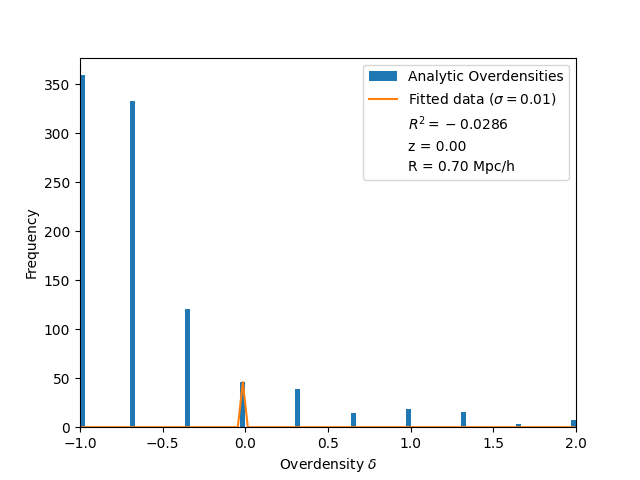 Analytic Overdensities
Fitted data (σ = 0.01)
R² = −0.0286
z = 0.00
R = 0.70 Mpc/h
350
300
250
200
150
100
50
0
Frequency
−1.0 −0.5 0.0 0.5 1.0 1.5 2.0
Overdensity δ